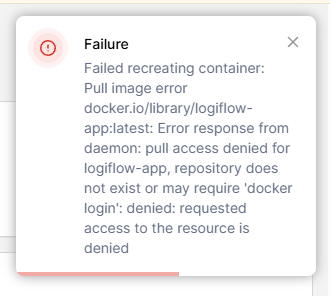 Failure
Failed recreating container:
Pull image error
docker.io/library/logiflow-
app:latest: Error response from
daemon: pull access denied for
logiflow-app, repository does
not exist or may require 'docker
login': denied: requested
access to the resource is
denied